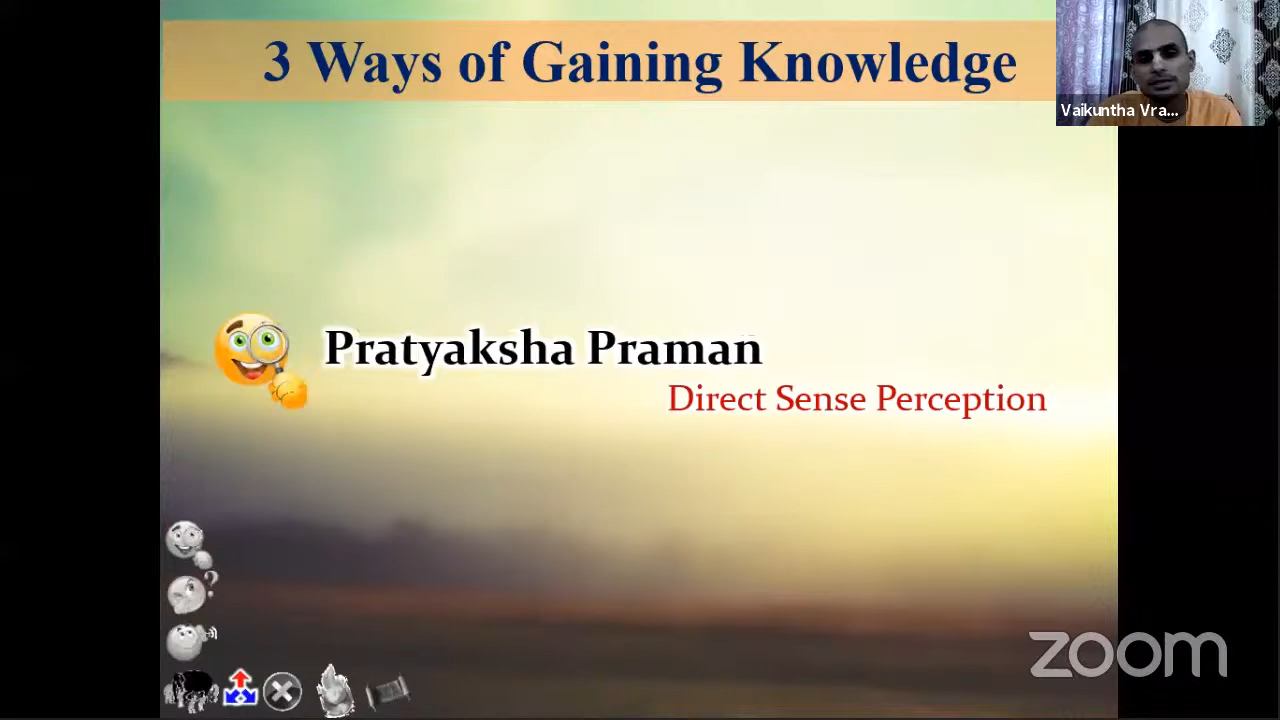 3 Ways of Gaining Knowledge
Vaikuntha Vra...
Pratyaksha Praman
Direct Sense Perception
zoom